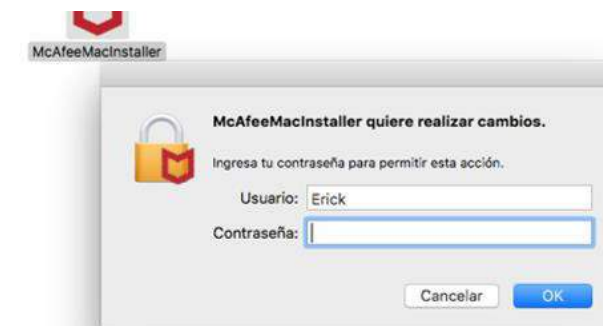 McAfeeMacInstaller
McAfeeMacInstaller quiere realizar cambios.
Ingresa tu contraseña para permitir esta acción.
Usuario: Erick
Contraseña:
Cancelar OK